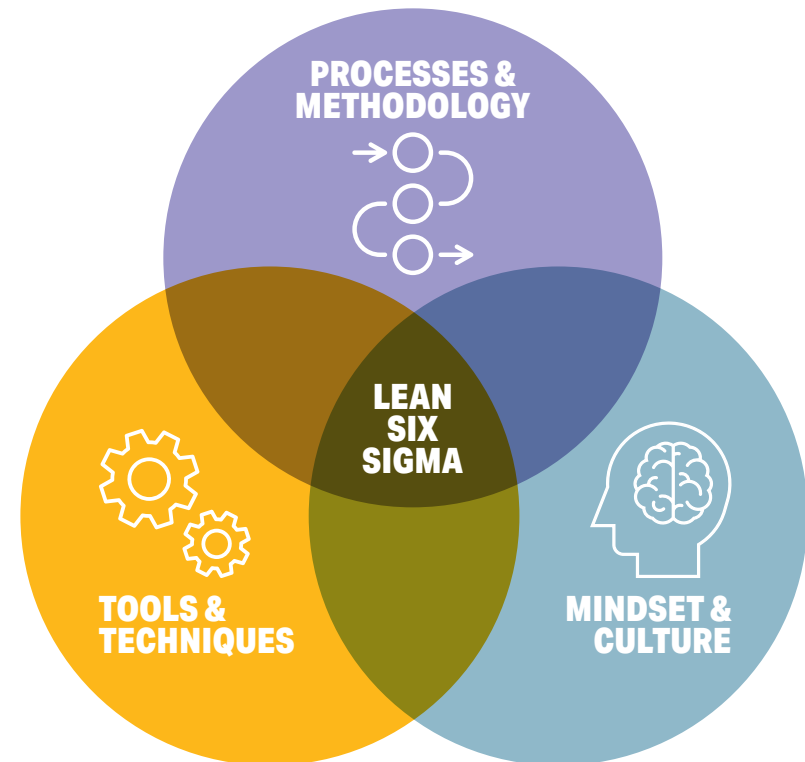 PROCESSES &
METHODOLOGY
LEAN
SIX
SIGMA
TOOLS &
TECHNIQUES
MINDSET &
CULTURE